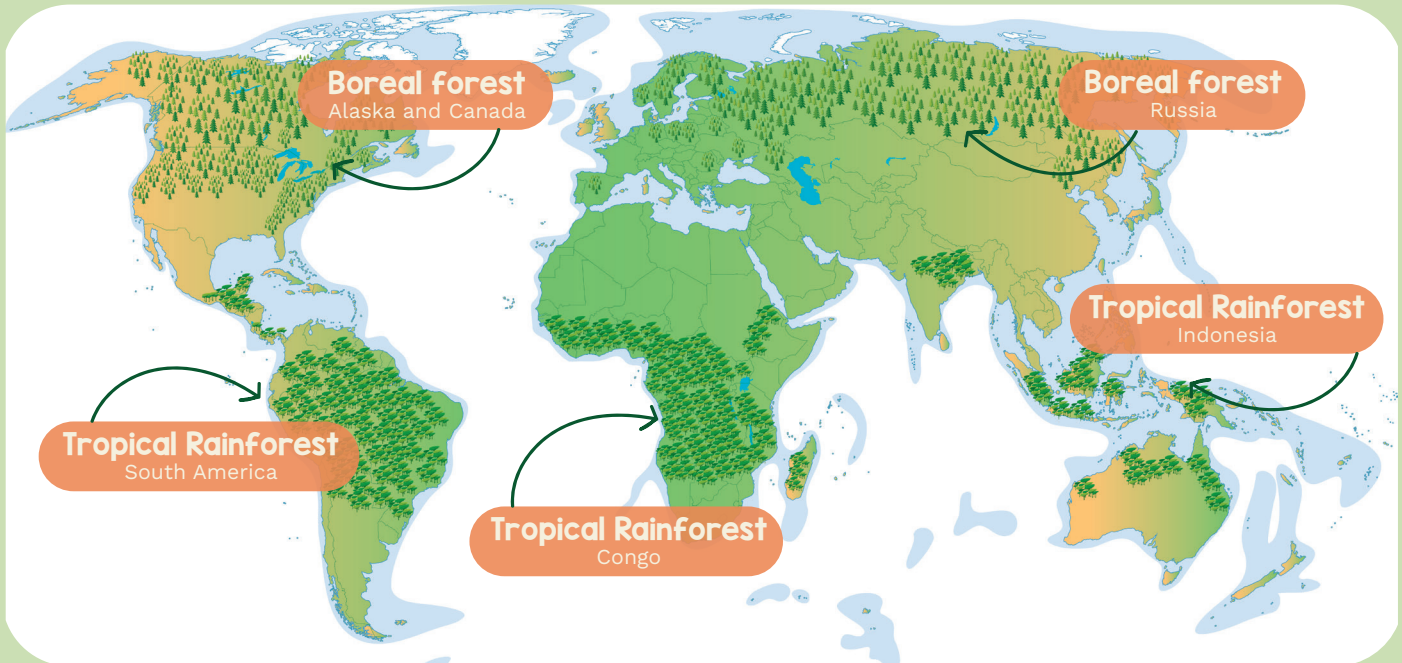 Boreal forest
Alaska and Canada
Boreal forest
Russia
Tropical Rainforest
Indonesia
Tropical Rainforest
South America
Tropical Rainforest
Congo